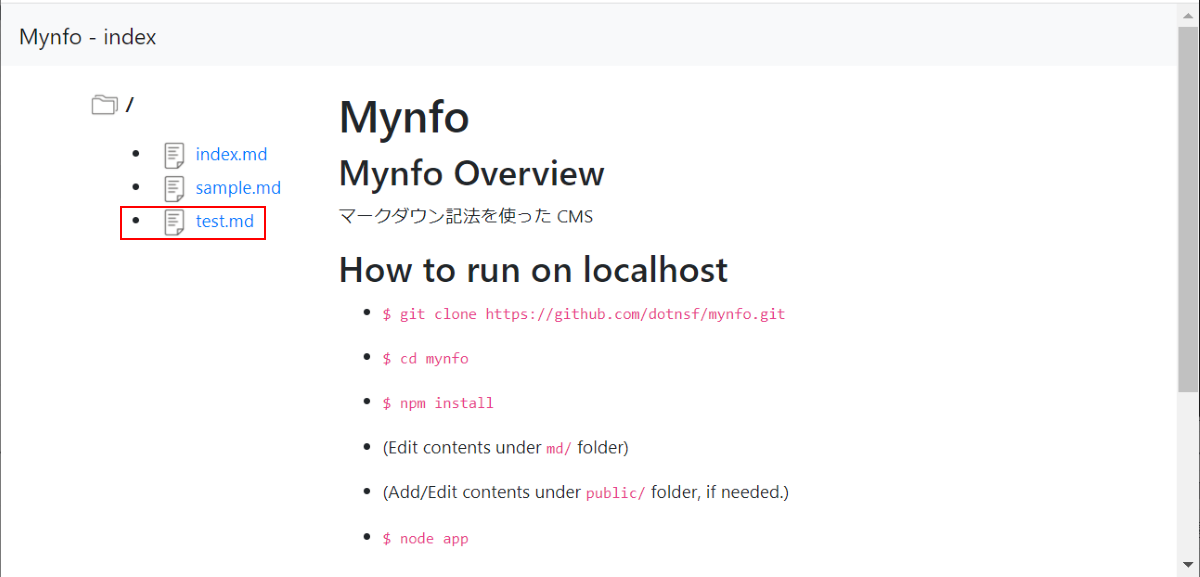 Mynfo - index
/
index.md
sample.md
test.md
Mynfo
Mynfo Overview
マークダウン記法を使った CMS
How to run on localhost
$ git clone https://github.com/dotnsf/mynfo.git
$ cd mynfo
$ npm install
(Edit contents under md/ folder)
(Add/Edit contents under public/ folder, if needed.)
$ node app